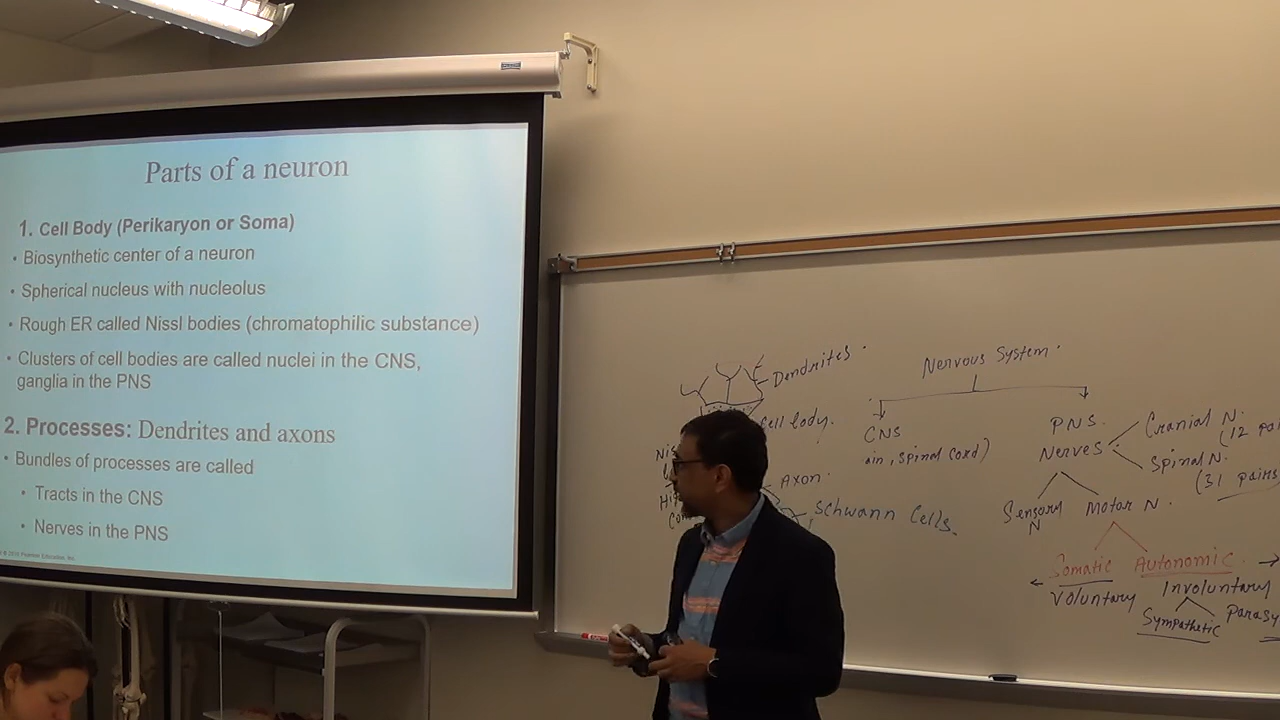 Parts of a neuron
1. Cell Body (Perikaryon or Soma)
• Biosynthetic center of a neuron
• Spherical nucleus with nucleolus
• Rough ER called Nissl bodies (chromatophilic substance)
• Clusters of cell bodies are called nuclei in the CNS,
ganglia in the PNS
2. Processes: Dendrites and axons
• Bundles of processes are called
• Tracts in the CNS
• Nerves in the PNS
Dendrites.
Cell body.
Axon.
Schwann Cells.
Nervous System.
CNS
, Spinal Cord)
PNS.
Nerves
Cranial N.
(12
Spinal N.
(31 pairs
Sensory
N
Motor N.
Somatic
Voluntary
Autonomic
Involuntary
Sympathetic